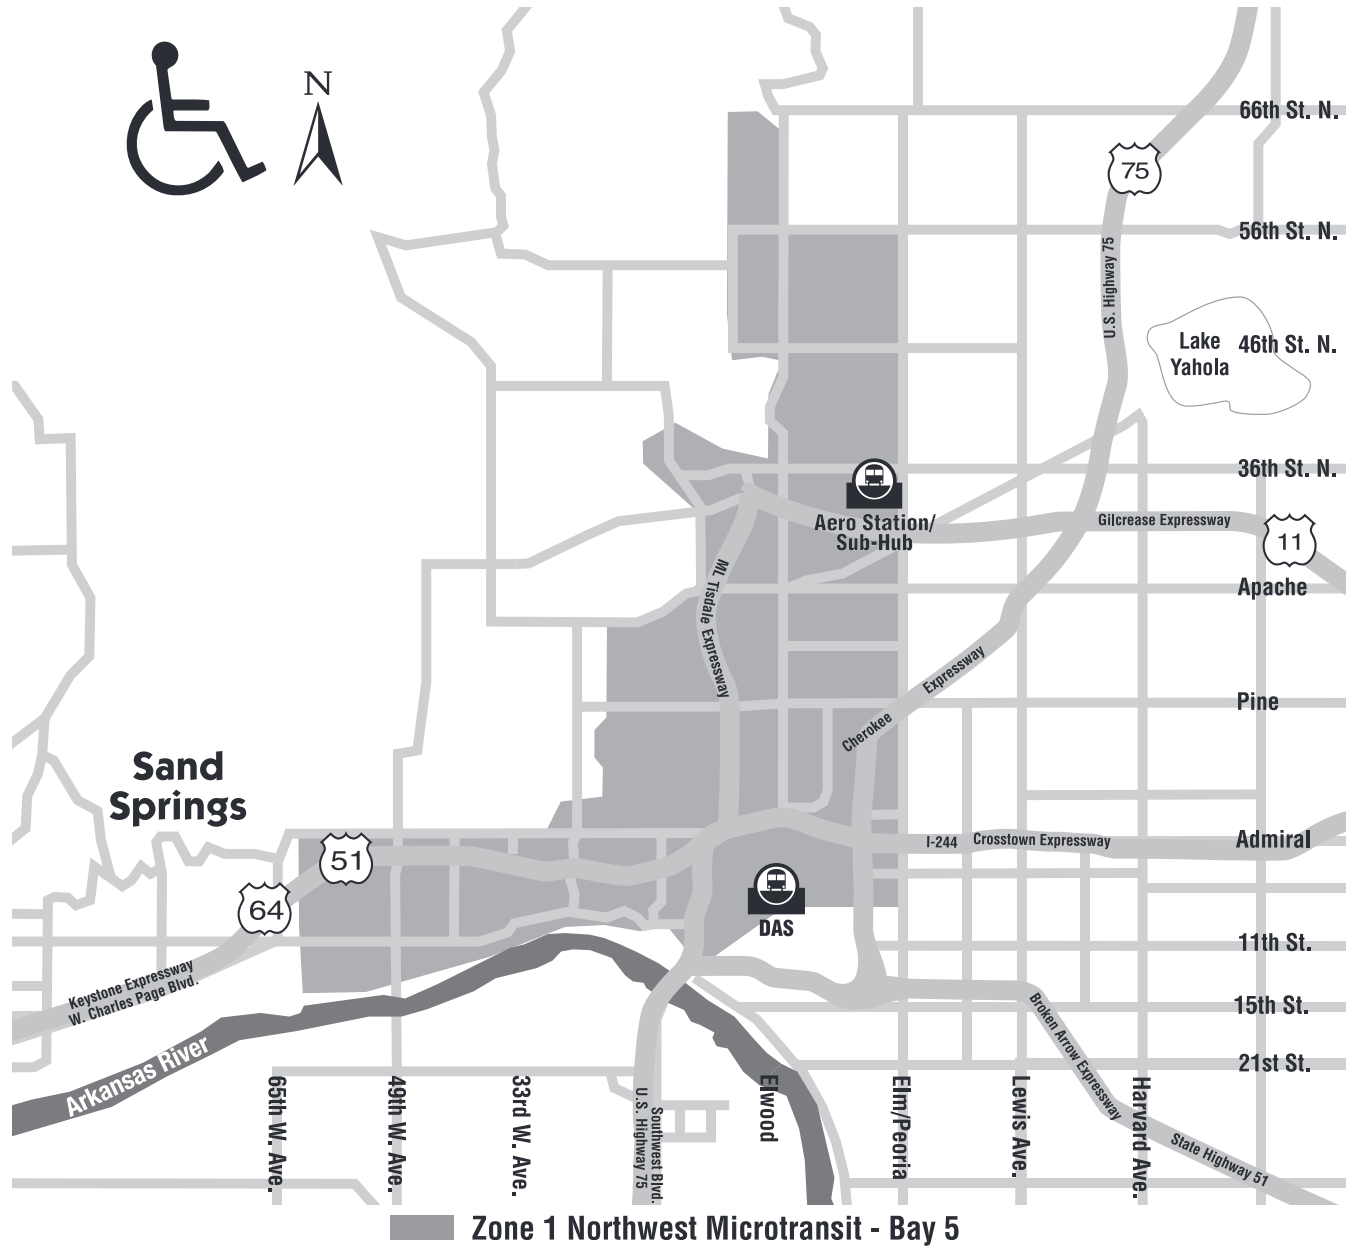 N
66th St. N.
75
56th St. N.
U.S. Highway 75
Lake
Yahola
46th St. N.
36th St. N.
Aero Station/
Sub-Hub
Gilcrease Expressway
11
ML Tisdale Expressway
Apache
Cherokee Expressway
Pine
Sand
Springs
51
I-244 Crosstown Expressway
Admiral
64
DAS
11th St.
Keystone Expressway
W. Charles Page Blvd.
15th St.
Broken Arrow Expressway
Arkansas River
21st St.
65th W. Ave.
49th W. Ave.
33rd W. Ave.
U.S. Highway 75
Southwest Blvd.
Elwood
Elm/Peoria
Lewis Ave.
Harvard Ave.
State Highway 51
Zone 1 Northwest Microtransit - Bay 5